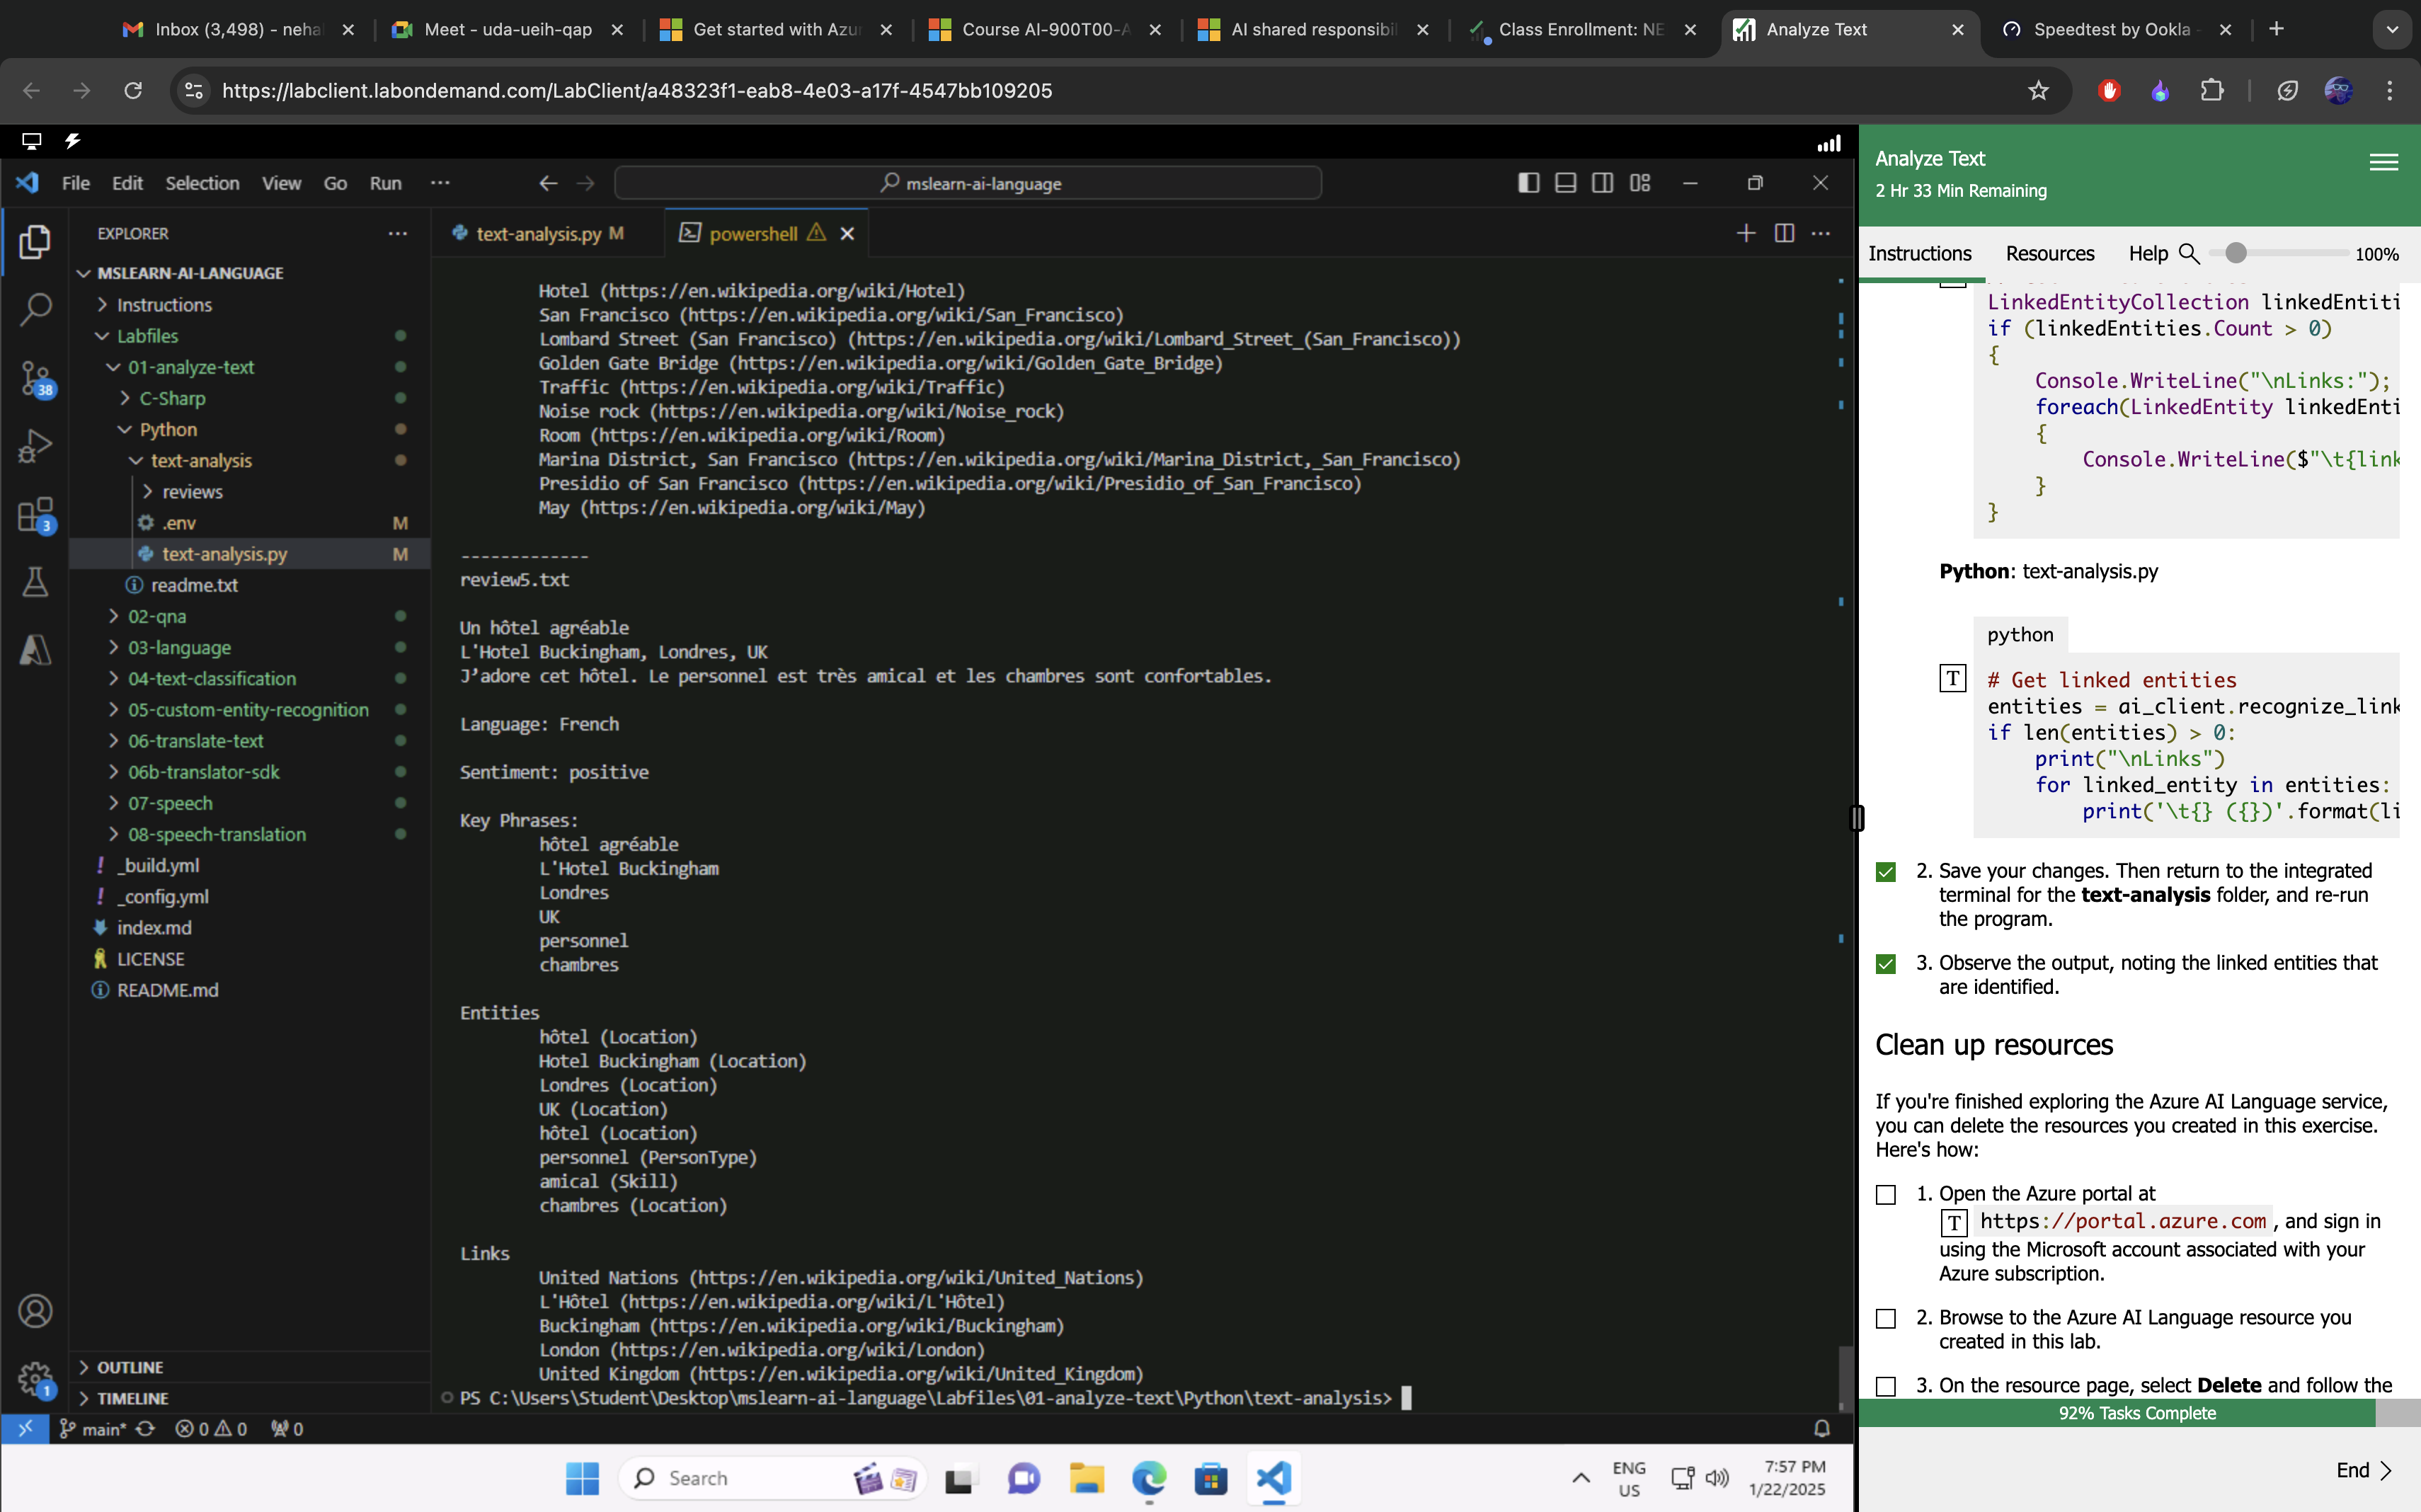 Inbox (3,498) - neha
Meet - uda-ueih-qap
Get started with Azu
Course AI-900T00-A
AI shared responsibi
Class Enrollment: NE
Analyze Text
Speedtest by Ookla -
https://labclient.labondemand.com/LabClient/a48323f1-eab8-4e03-a17f-4547bb109205
File Edit Selection View Go Run ···
mslearn-ai-language
EXPLORER
MSLEARN-AI-LANGUAGE
Instructions
Labfiles
01-analyze-text
C-Sharp
Python
text-analysis
reviews
.env M
text-analysis.py M
readme.txt
02-qna
03-language
04-text-classification
05-custom-entity-recognition
06-translate-text
06b-translator-sdk
07-speech
08-speech-translation
_build.yml
_config.yml
index.md
LICENSE
README.md
OUTLINE
TIMELINE
38
3
1
text-analysis.py M
powershell
Hotel (https://en.wikipedia.org/wiki/Hotel)
San Francisco (https://en.wikipedia.org/wiki/San_Francisco)
Lombard Street (San Francisco) (https://en.wikipedia.org/wiki/Lombard_Street_(San_Francisco))
Golden Gate Bridge (https://en.wikipedia.org/wiki/Golden_Gate_Bridge)
Traffic (https://en.wikipedia.org/wiki/Traffic)
Noise rock (https://en.wikipedia.org/wiki/Noise_rock)
Room (https://en.wikipedia.org/wiki/Room)
Marina District, San Francisco (https://en.wikipedia.org/wiki/Marina_District,_San_Francisco)
Presidio of San Francisco (https://en.wikipedia.org/wiki/Presidio_of_San_Francisco)
May (https://en.wikipedia.org/wiki/May)
-------------
review5.txt
Un hôtel agréable
L'Hotel Buckingham, Londres, UK
J’adore cet hôtel. Le personnel est très amical et les chambres sont confortables.
Language: French
Sentiment: positive
Key Phrases:
hôtel agréable
L'Hotel Buckingham
Londres
UK
personnel
chambres
Entities
hôtel (Location)
Hotel Buckingham (Location)
Londres (Location)
UK (Location)
hôtel (Location)
personnel (PersonType)
amical (Skill)
chambres (Location)
Links
United Nations (https://en.wikipedia.org/wiki/United_Nations)
L'Hôtel (https://en.wikipedia.org/wiki/L'Hôtel)
Buckingham (https://en.wikipedia.org/wiki/Buckingham)
London (https://en.wikipedia.org/wiki/London)
United Kingdom (https://en.wikipedia.org/wiki/United_Kingdom)
PS C:\Users\Student\Desktop\mslearn-ai-language\Labfiles\01-analyze-text\Python\text-analysis>
main* 0 0 0
Search
ENG
US
7:57 PM
1/22/2025
Analyze Text
2 Hr 33 Min Remaining
Instructions Resources Help 100%
LinkedEntityCollection linkedEntiti
if (linkedEntities.Count > 0)
{
Console.WriteLine("\nLinks:");
foreach(LinkedEntity linkedEnti
{
Console.WriteLine($"\t{link
}
}
Python: text-analysis.py
python
T
# Get linked entities
entities = ai_client.recognize_link
if len(entities) > 0:
print("\nLinks")
for linked_entity in entities:
print('\t{} ({})'.format(li
2. Save your changes. Then return to the integrated
terminal for the text-analysis folder, and re-run
the program.
3. Observe the output, noting the linked entities that
are identified.
Clean up resources
If you're finished exploring the Azure AI Language service,
you can delete the resources you created in this exercise.
Here's how:
1. Open the Azure portal at
T https://portal.azure.com, and sign in
using the Microsoft account associated with your
Azure subscription.
2. Browse to the Azure AI Language resource you
created in this lab.
3. On the resource page, select Delete and follow the
92% Tasks Complete
End